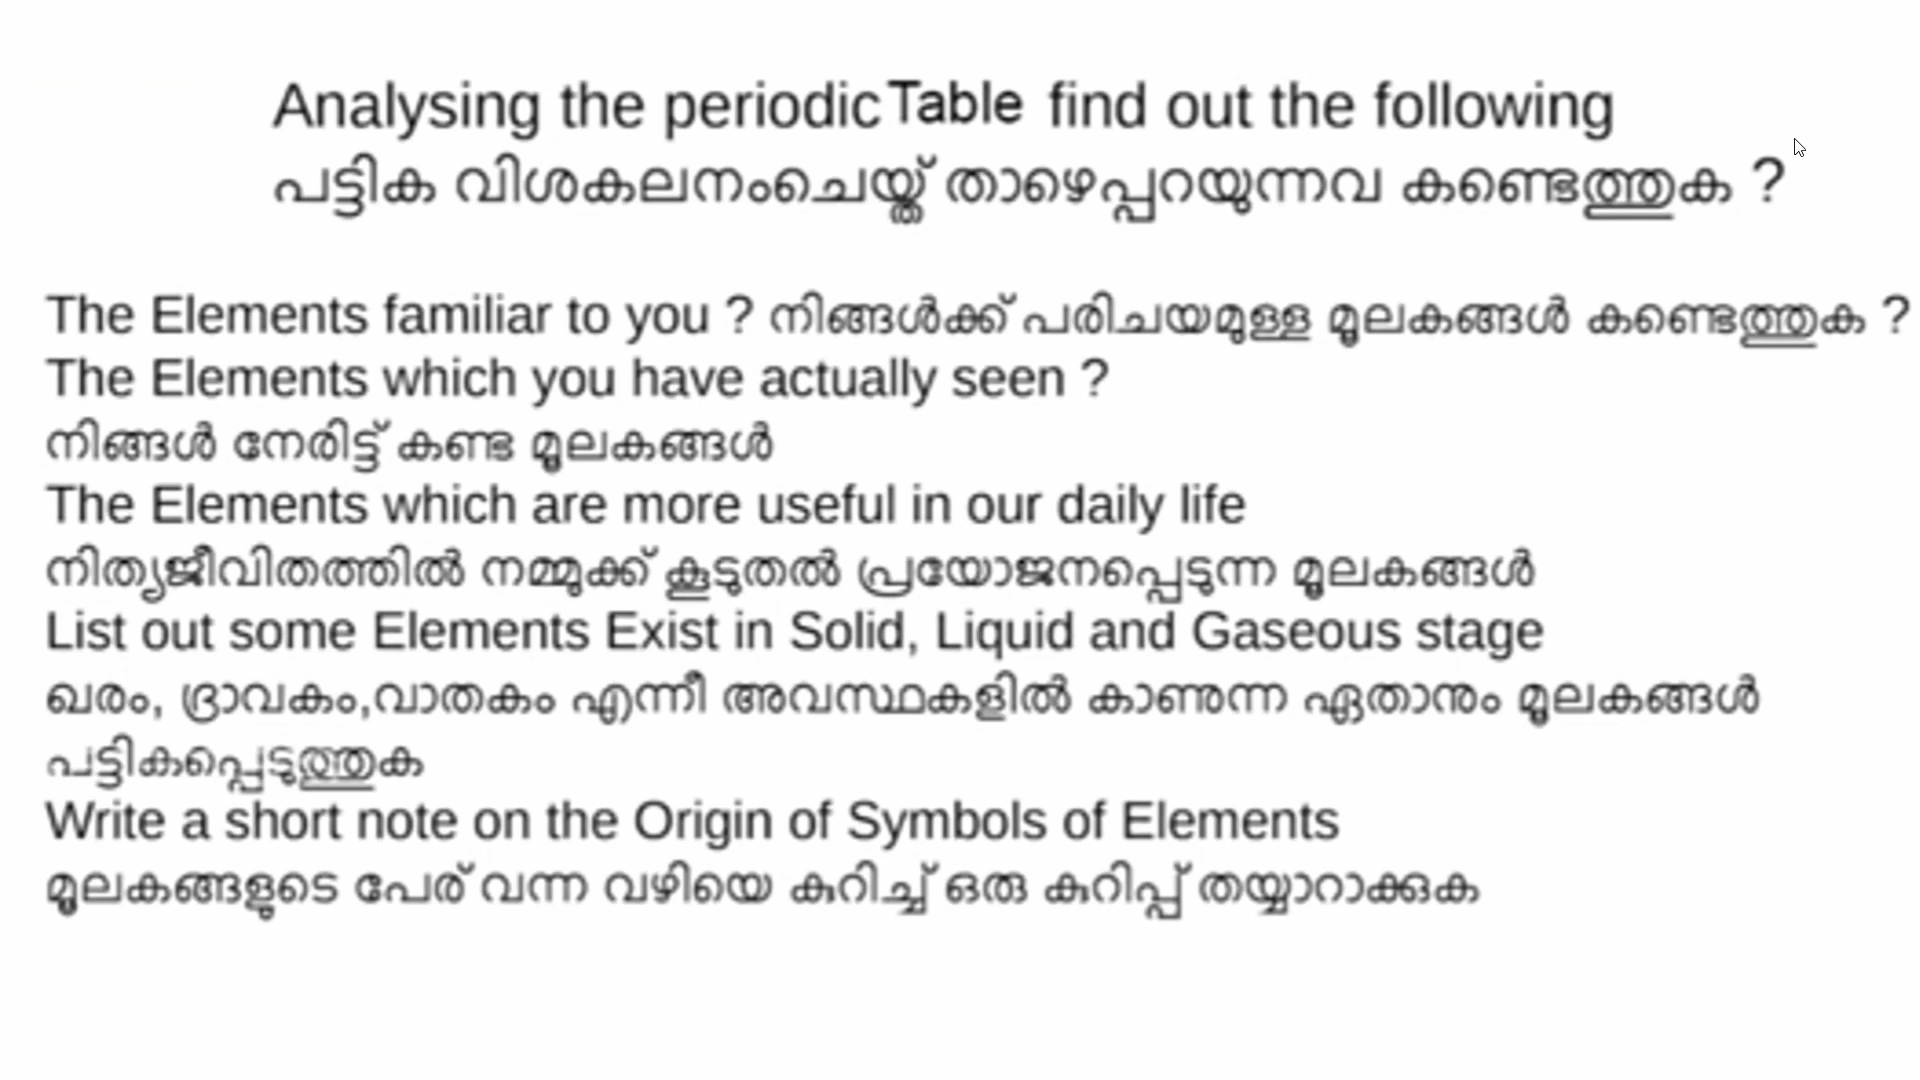 Analysing the periodic Table find out the following
പട്ടിക വിശകലനംചെയ്ത് താഴെപ്പറയുന്നവ കണ്ടെത്തുക ?
The Elements familiar to you ? നിങ്ങൾക്ക് പരിചയമുള്ള മൂലകങ്ങൾ കണ്ടെത്തുക ?
The Elements which you have actually seen ?
നിങ്ങൾ നേരിട്ട് കണ്ട മൂലകങ്ങൾ
The Elements which are more useful in our daily life
നിത്യജീവിതത്തിൽ നമ്മുക്ക് കൂടുതൽ പ്രയോജനപ്പെടുന്ന മൂലകങ്ങൾ
List out some Elements Exist in Solid, Liquid and Gaseous stage
ഖരം, ദ്രാവകം,വാതകം എന്നീ അവസ്ഥകളിൽ കാണുന്ന ഏതാനും മൂലകങ്ങൾ
പട്ടികപ്പെടുത്തുക
Write a short note on the Origin of Symbols of Elements
മൂലകങ്ങളുടെ പേര് വന്ന വഴിയെ കുറിച്ച് ഒരു കുറിപ്പ് തയ്യാറാക്കുക